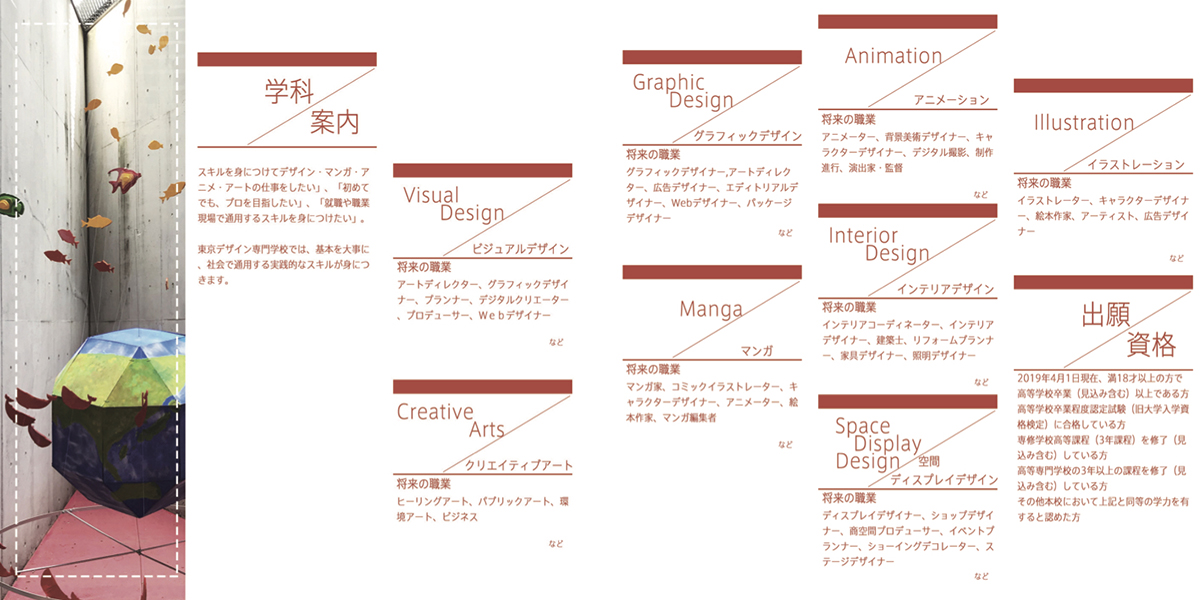 学科
案内
スキルを身につけてデザイン・マンガ・ア
ニメ・アートの仕事をしたい」、「初めて
でも、プロを目指したい」、「就職や職業
現場で通用するスキルを身につけたい」。
東京デザイン専門学校では、基本を大事に
、社会で通用する実践的なスキルが身につ
きます。
Visual
Design
ビジュアルデザイン
将来の職業
アートディレクター、グラフィックデザイ
ナー、プランナー、デジタルクリエーター
、プロデューサー、Ｗｅｂデザイナー
など
Creative
Arts
クリエイティブアート
将来の職業
ヒーリングアート、パブリックアート、環
境アート、ビジネス
など
Graphic
Design
グラフィックデザイン
将来の職業
グラフィックデザイナー,アートディレク
ター、広告デザイナー、エディトリアルデ
ザイナー、Webデザイナー、パッケージ
デザイナー
など
Manga
マンガ
将来の職業
マンガ家、コミックイラストレーター、キ
ャラクターデザイナー、アニメーター、絵
本作家、マンガ編集者
など
Animation
アニメーション
将来の職業
アニメーター、背景美術デザイナー、キャ
ラクターデザイナー、デジタル撮影、制作
進行、演出家・監督
など
Interior
Design
インテリアデザイン
将来の職業
インテリアコーディネーター、インテリア
デザイナー、建築士、リフォームプランナ
ー、家具デザイナー、照明デザイナー
など
Space
Display
Design 空間
ディスプレイデザイン
将来の職業
ディスプレイデザイナー、ショップデザイ
ナー、商空間プロデューサー、イベントプ
ランナー、ショーイングデコレーター、ス
テージデザイナー
など
Illustration
イラストレーション
将来の職業
イラストレーター、キャラクターデザイナ
ー、絵本作家、アーティスト、広告デザイ
ナー
など
出願
資格
2019年4月1日現在、満18才以上の方で
高等学校卒業（見込み含む）以上である方
高等学校卒業程度認定試験（旧大学入学資
格検定）に合格している方
専修学校高等課程（3年課程）を修了（見
込み含む）している方
高等専門学校の3年以上の課程を修了（見
込み含む）している方
その他本校において上記と同等の学力を有
すると認めた方